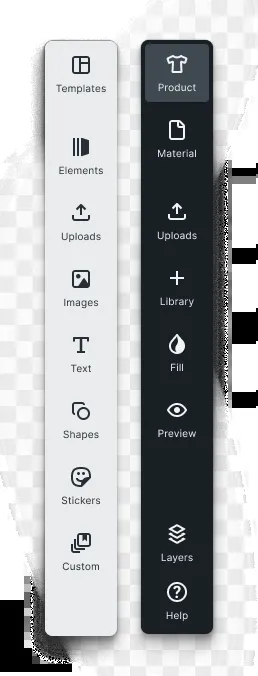 Templates
Elements
Uploads
Images
Text
Shapes
Stickers
Custom
Product
Material
Uploads
Library
Fill
Preview
Layers
Help